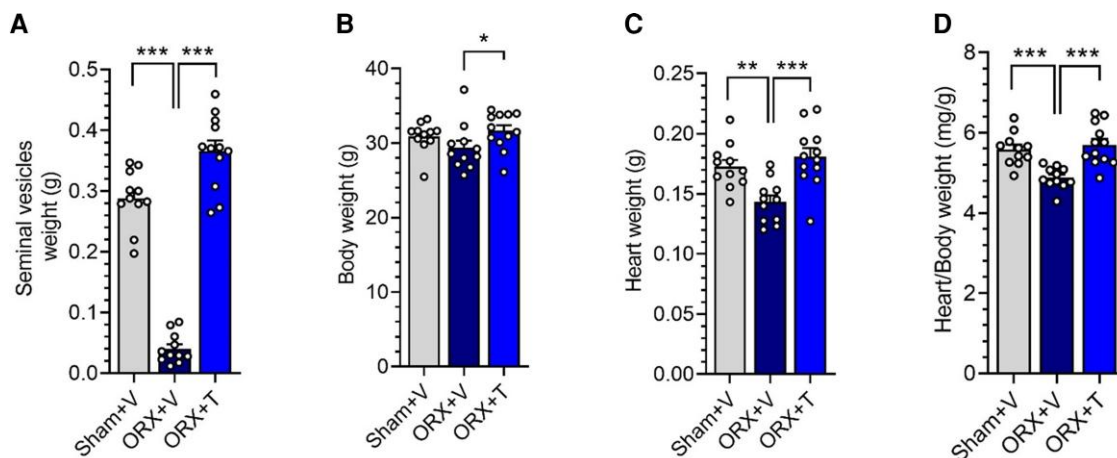 A
Seminal vesicles
weight (g)
0.5
0.4
0.3
0.2
0.1
0.0
*** ***
Sham+V
ORX+V
ORX+T
B
Body weight (g)
40
30
20
10
0
*
Sham+V
ORX+V
ORX+T
C
Heart weight (g)
0.25
0.20
0.15
0.10
0.05
0.00
** ***
Sham+V
ORX+V
ORX+T
D
Heart/Body weight (mg/g)
8
6
4
2
0
*** ***
Sham+V
ORX+V
ORX+T